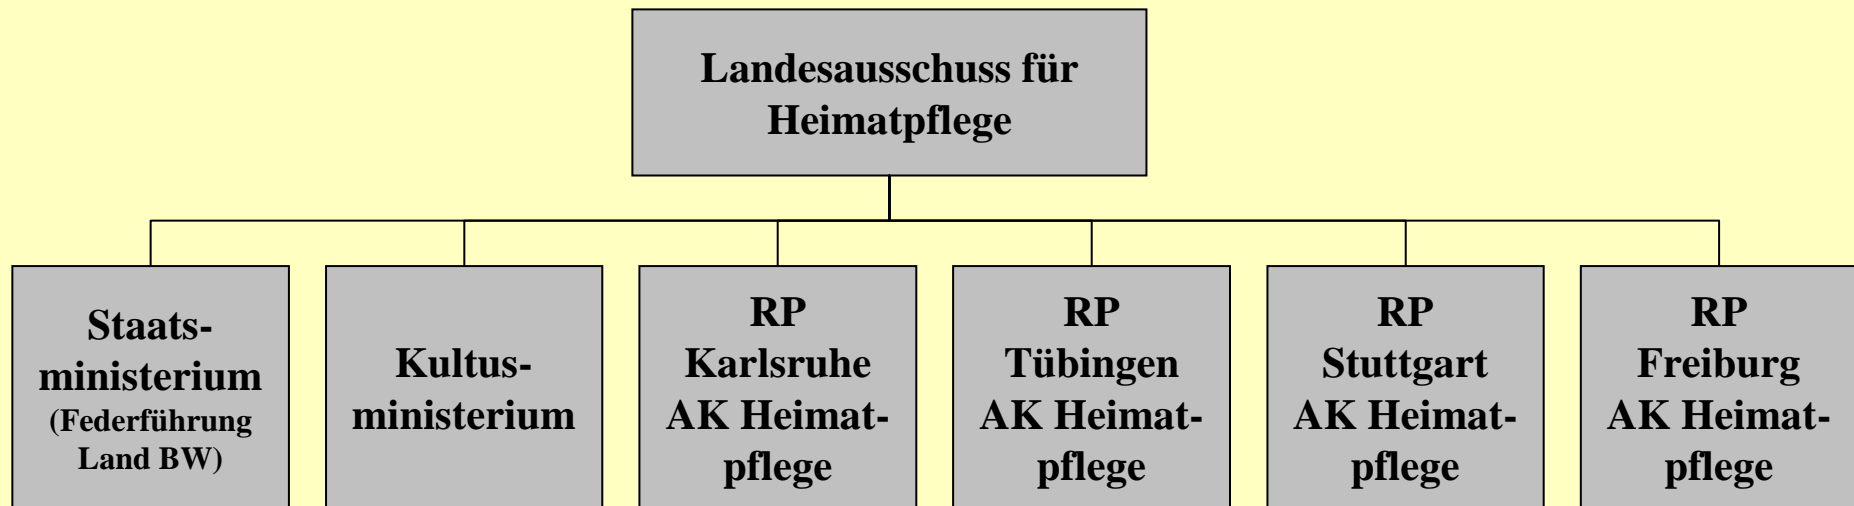 Landesausschuss für
Heimatpflege
Staats-
ministerium
(Federführung
Land BW)
Kultus-
ministerium
RP
Karlsruhe
AK Heimat-
pflege
RP
Tübingen
AK Heimat-
pflege
RP
Stuttgart
AK Heimat-
pflege
RP
Freiburg
AK Heimat-
pflege